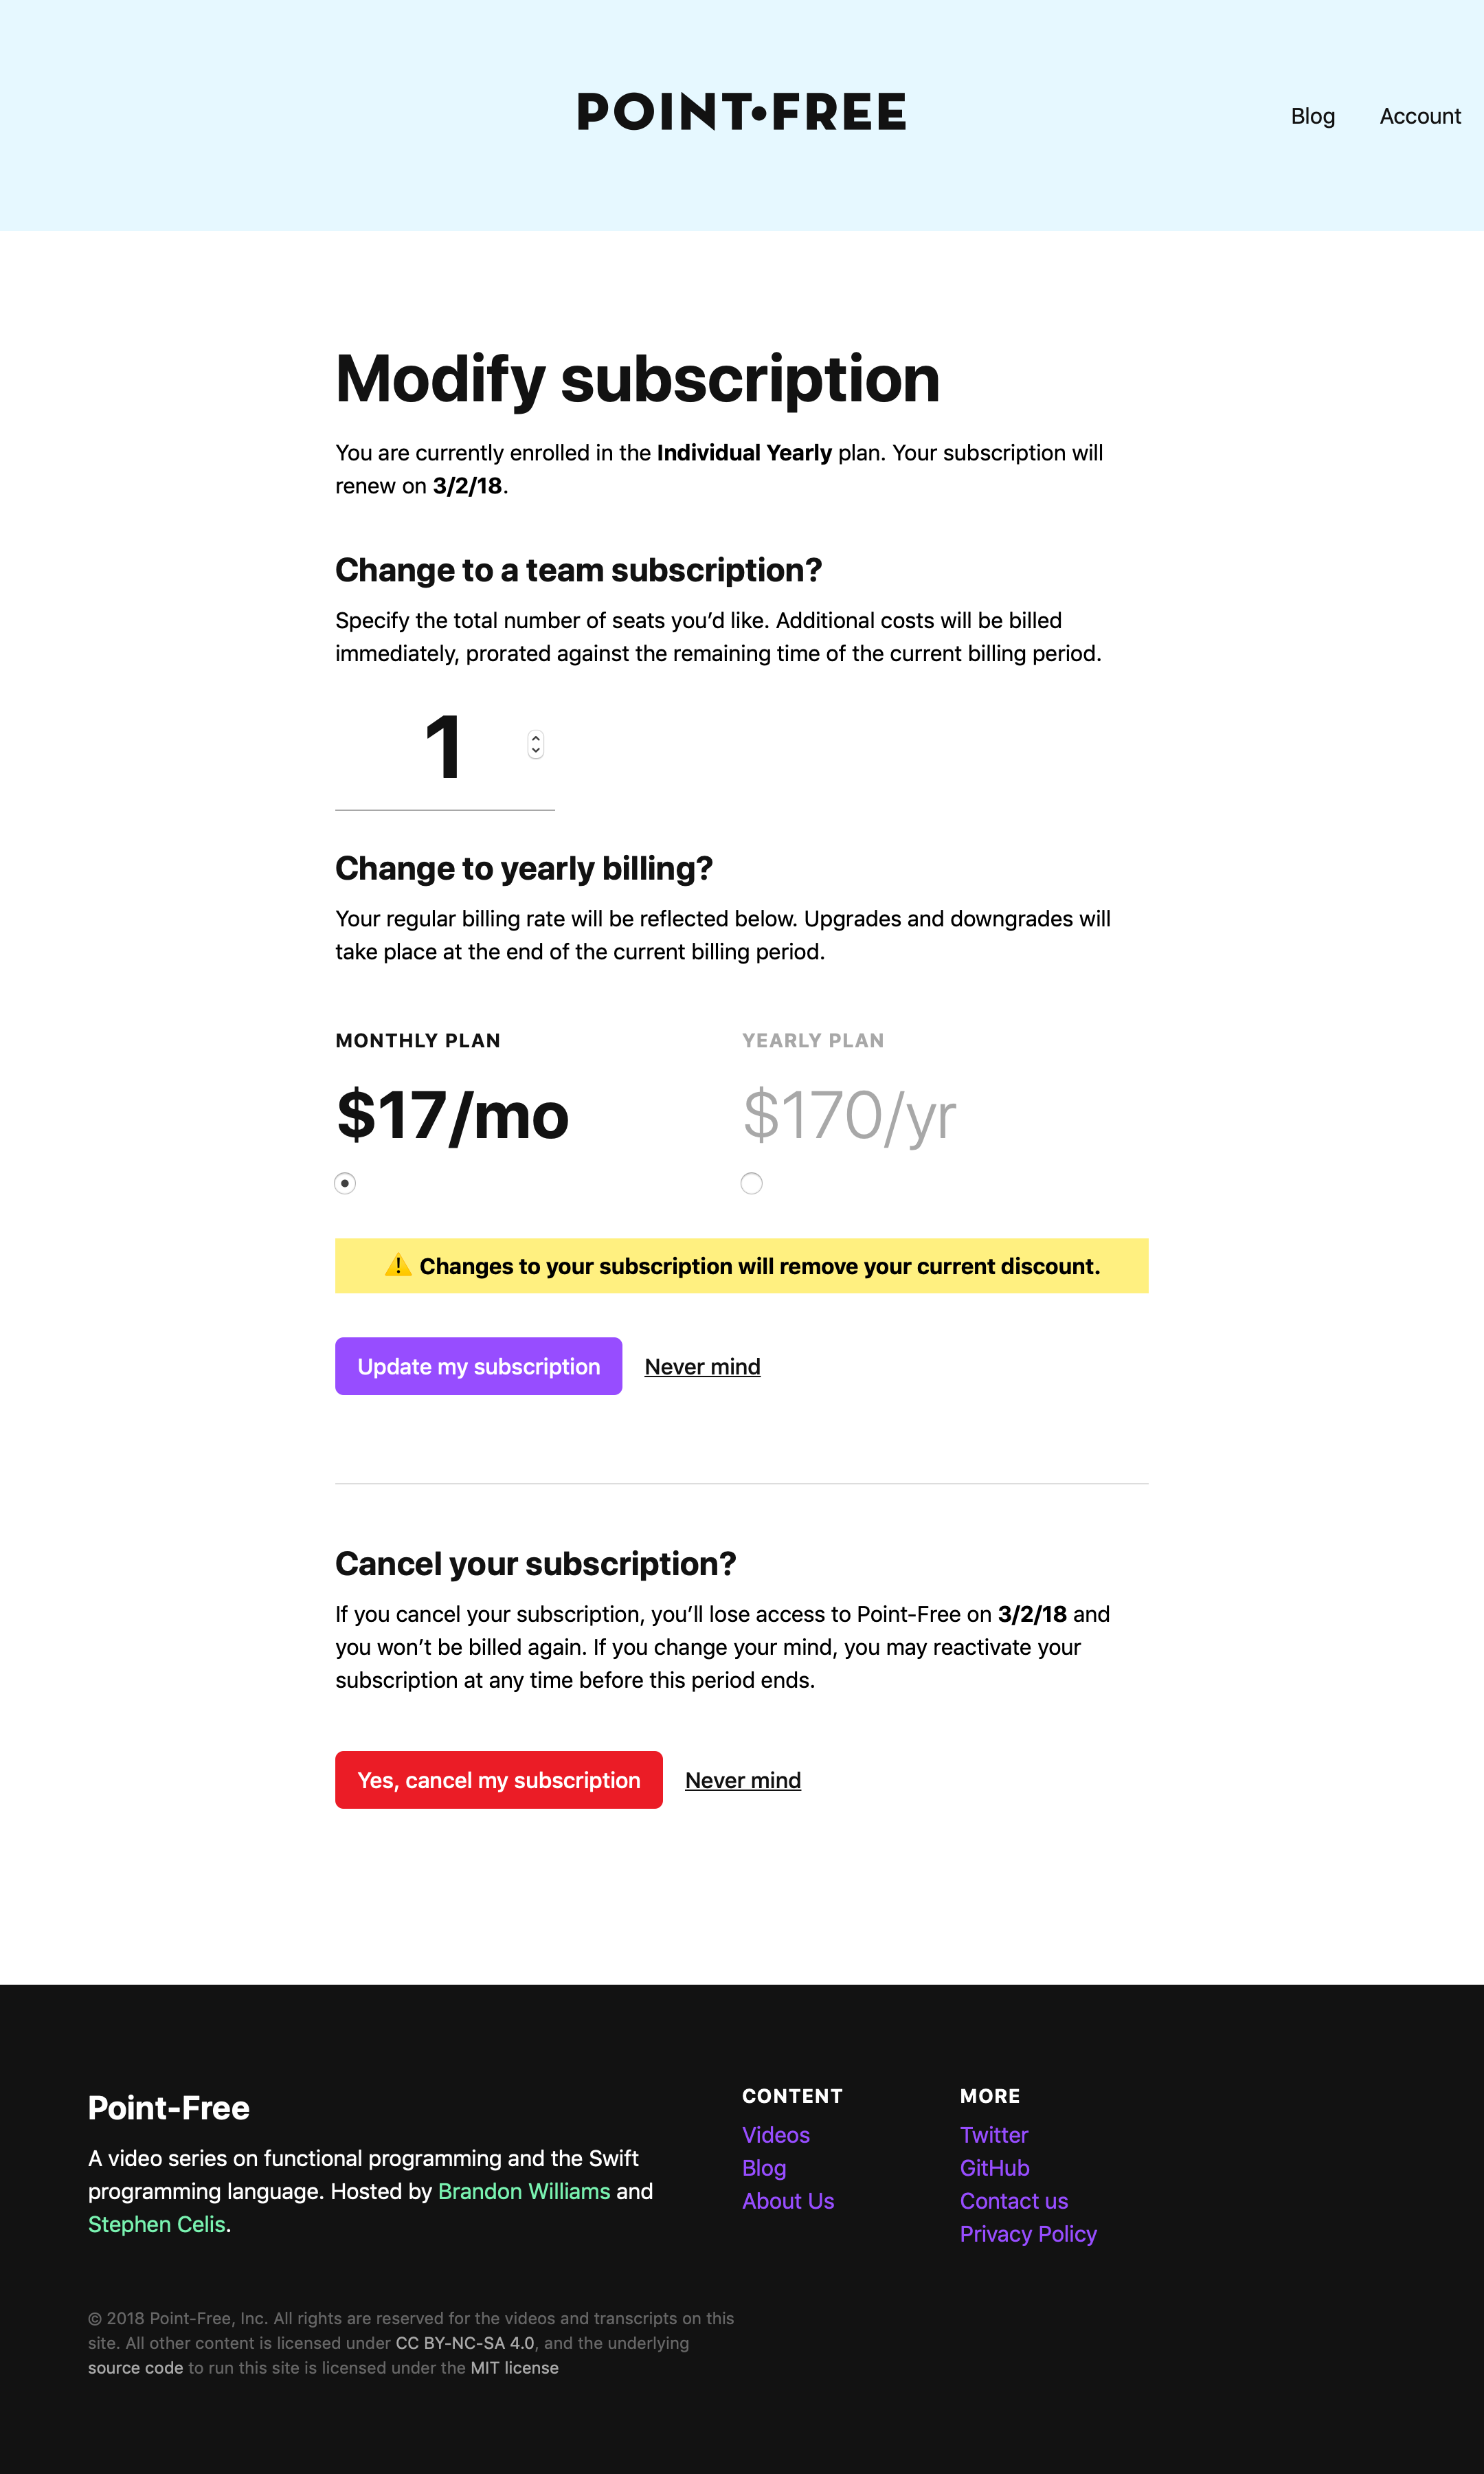 POINT•FREE
Blog Account
Modify subscription
You are currently enrolled in the Individual Yearly plan. Your subscription will
renew on 3/2/18.
Change to a team subscription?
Specify the total number of seats you’d like. Additional costs will be billed
immediately, prorated against the remaining time of the current billing period.
1
Change to yearly billing?
Your regular billing rate will be reflected below. Upgrades and downgrades will
take place at the end of the current billing period.
MONTHLY PLAN YEARLY PLAN
$17/mo $170/yr
⚠️ Changes to your subscription will remove your current discount.
Update my subscription Never mind
Cancel your subscription?
If you cancel your subscription, you’ll lose access to Point-Free on 3/2/18 and
you won’t be billed again. If you change your mind, you may reactivate your
subscription at any time before this period ends.
Yes, cancel my subscription Never mind
Point-Free
A video series on functional programming and the Swift
programming language. Hosted by Brandon Williams and
Stephen Celis.
CONTENT
Videos
Blog
About Us
MORE
Twitter
GitHub
Contact us
Privacy Policy
© 2018 Point-Free, Inc. All rights are reserved for the videos and transcripts on this
site. All other content is licensed under CC BY-NC-SA 4.0, and the underlying
source code to run this site is licensed under the MIT license